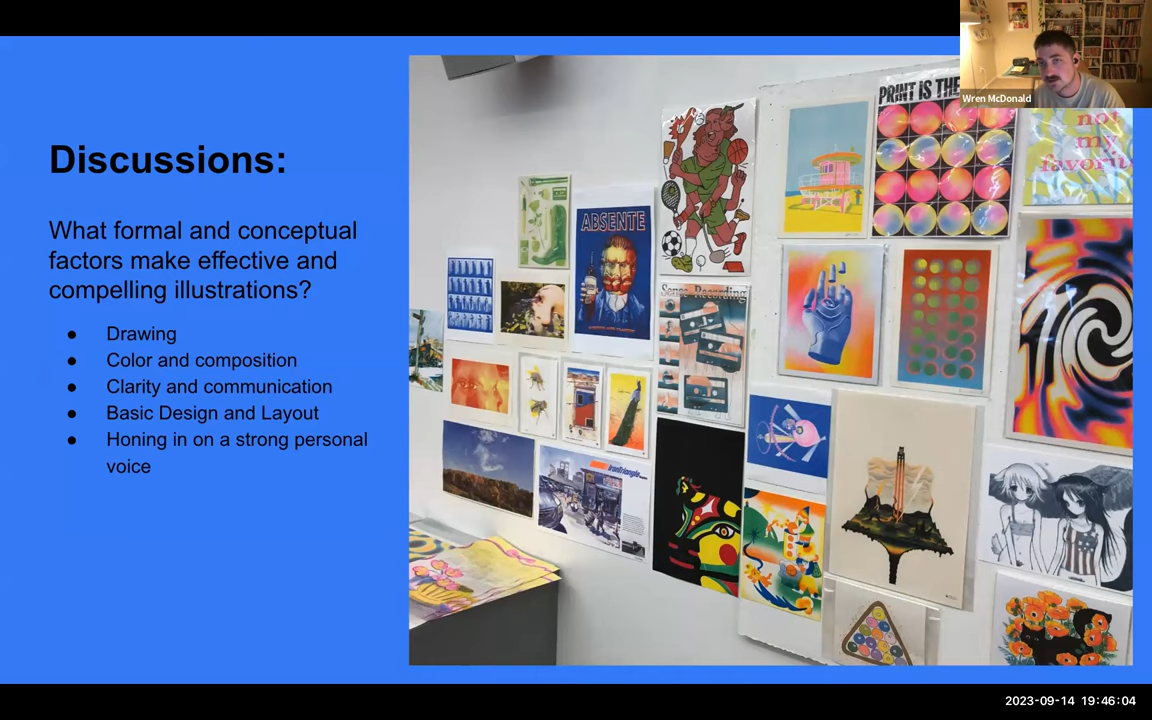 Wren McDonald
Discussions:
What formal and conceptual
factors make effective and
compelling illustrations?
● Drawing
● Color and composition
● Clarity and communication
● Basic Design and Layout
● Honing in on a strong personal
voice
PRINT IS THE
not
my
ABSENTE
Sense Recording
IronTriangle
2023-09-14 19:46:04